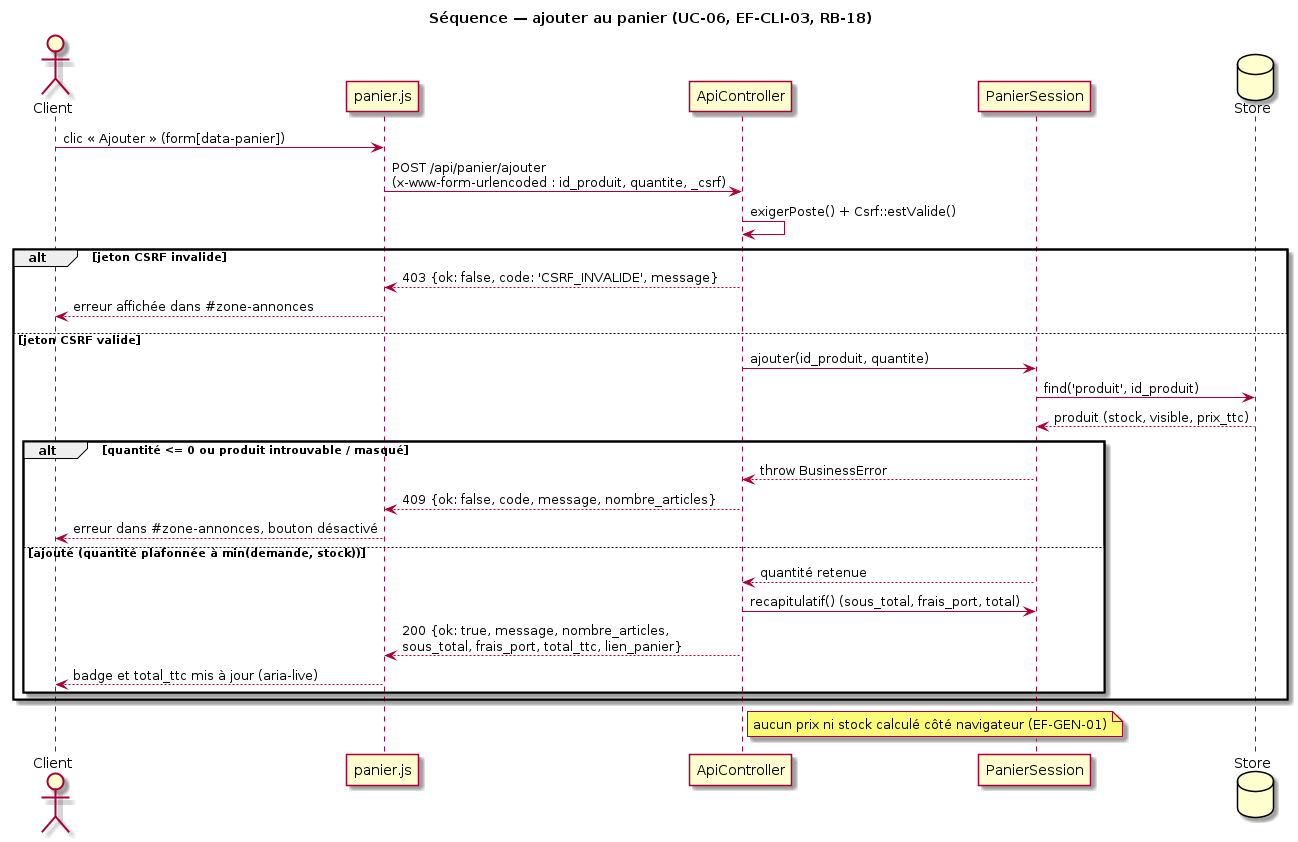 Séquence — ajouter au panier (UC-06, EF-CLI-03, RB-18)
Client
panier.js
ApiController
PanierSession
Store
clic « Ajouter » (form[data-panier])
POST /api/panier/ajouter
(x-www-form-urlencoded : id_produit, quantite, _csrf)
exigerPoste() + Csrf::estValide()
alt
[jeton CSRF invalide]
403 {ok: false, code: 'CSRF_INVALIDE', message}
erreur affichée dans #zone-annonces
[jeton CSRF valide]
ajouter(id_produit, quantite)
find('produit', id_produit)
produit (stock, visible, prix_ttc)
alt
[quantité <= 0 ou produit introuvable / masqué]
throw BusinessError
409 {ok: false, code, message, nombre_articles}
erreur dans #zone-annonces, bouton désactivé
[ajouté (quantité plafonnée à min(demande, stock))]
quantité retenue
recapitulatif() (sous_total, frais_port, total)
200 {ok: true, message, nombre_articles,
sous_total, frais_port, total_ttc, lien_panier}
badge et total_ttc mis à jour (aria-live)
aucun prix ni stock calculé côté navigateur (EF-GEN-01)
Client
panier.js
ApiController
PanierSession
Store